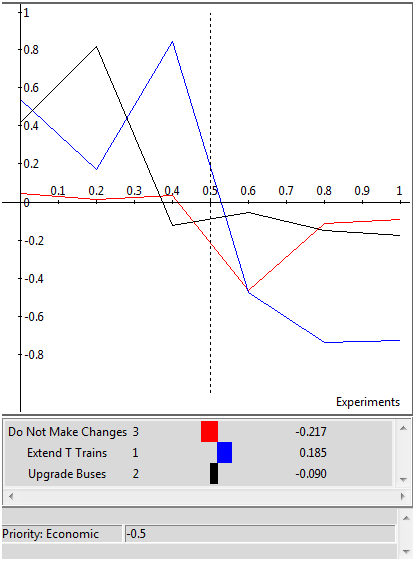 1
0.8
0.6
0.4
0.2
0.1 0.2 0.3 0.4 0.5 0.6 0.7 0.8 0.9 1
0
-0.2
-0.4
-0.6
-0.8
Experiments
Do Not Make Changes 3 -0.217
Extend T Trains 1 0.185
Upgrade Buses 2 -0.090
Priority: Economic -0.5